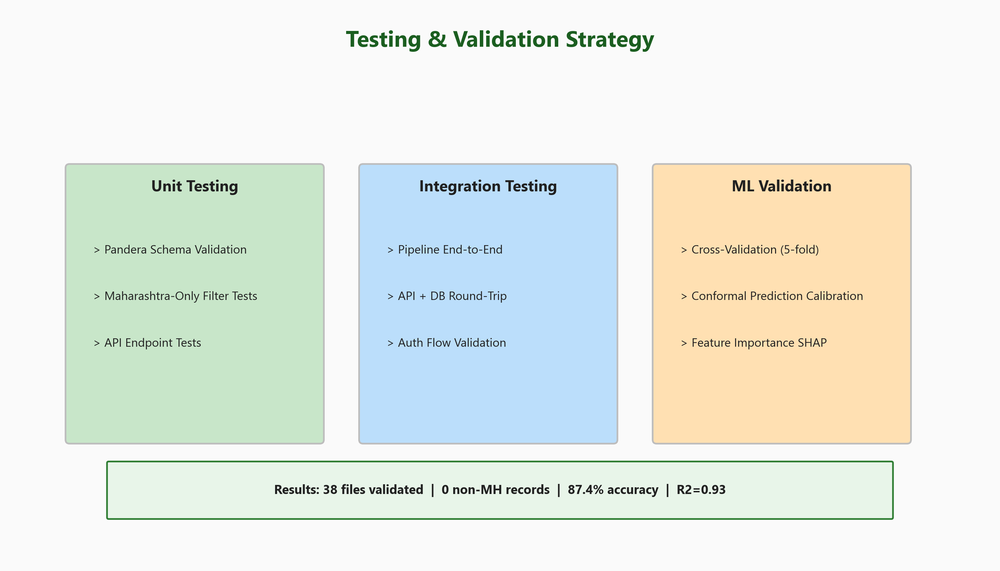 Testing & Validation Strategy
Unit Testing
> Pandera Schema Validation
> Maharashtra-Only Filter Tests
> API Endpoint Tests
Integration Testing
> Pipeline End-to-End
> API + DB Round-Trip
> Auth Flow Validation
ML Validation
> Cross-Validation (5-fold)
> Conformal Prediction Calibration
> Feature Importance SHAP
Results: 38 files validated | 0 non-MH records | 87.4% accuracy | R2=0.93